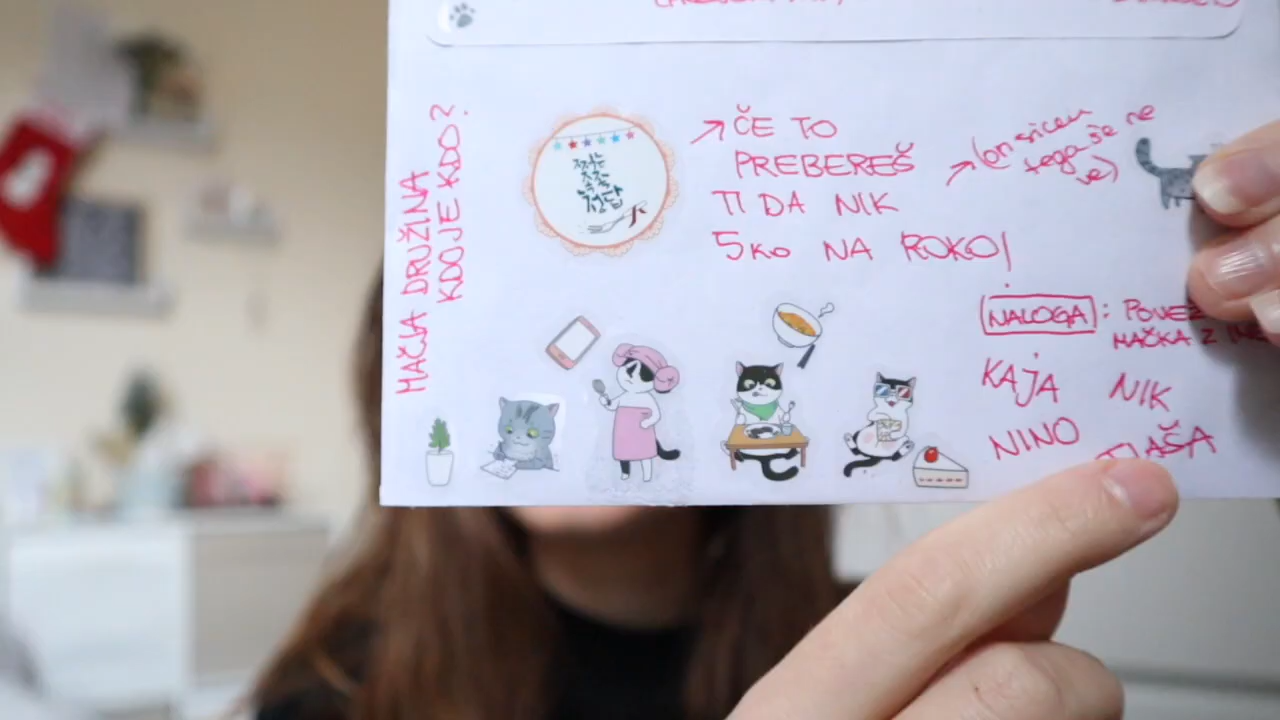 MAČJA DRUŽINA
KDO JE KDO?
ČE TO
PREBEREŠ
TI DA NIK
5ko NA ROKO!
(on sicer
tega še ne
ve)
NALOGA:
MAČKA Z
KAJA NIK
NINO